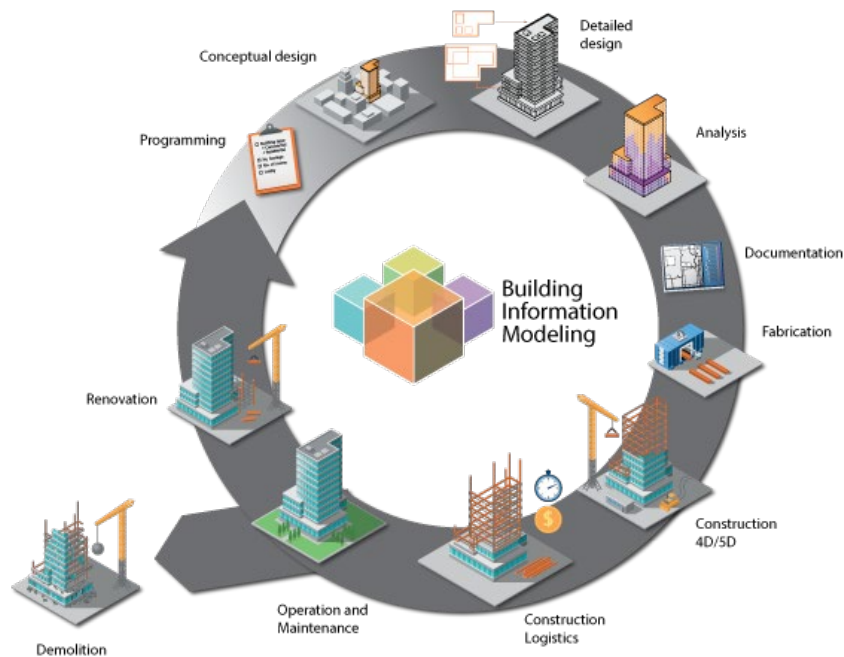 Detailed
design
Conceptual design
Programming
Analysis
Documentation
Building
Information
Modeling
Fabrication
Renovation
$
Construction
4D/5D
Operation and
Maintenance
Construction
Logistics
Demolition